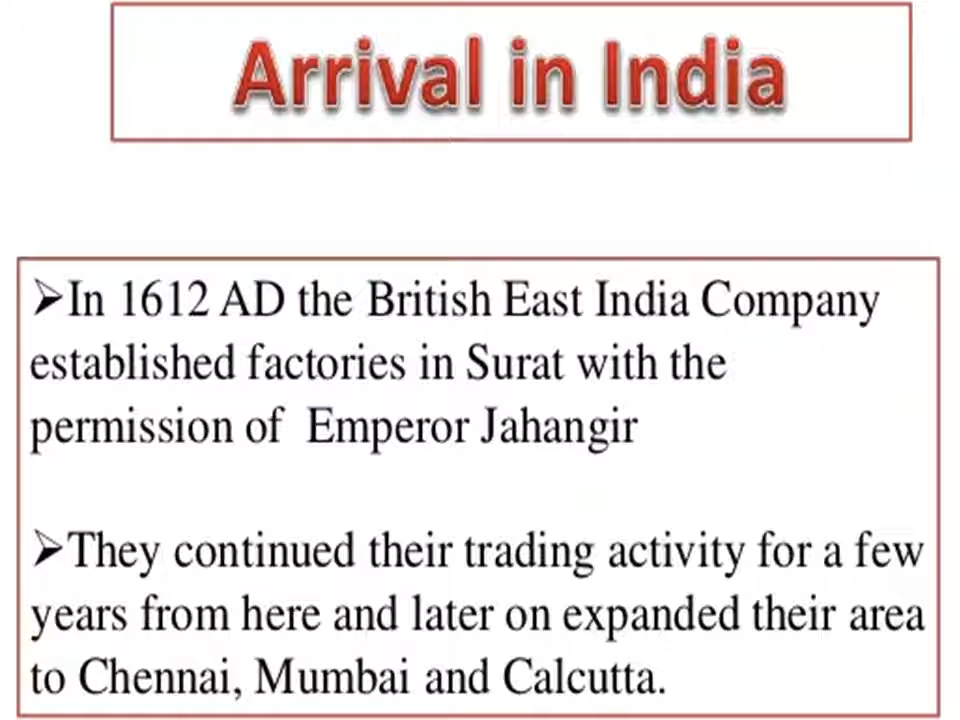 Arrival in India
➢In 1612 AD the British East India Company
established factories in Surat with the
permission of Emperor Jahangir
➢They continued their trading activity for a few
years from here and later on expanded their area
to Chennai, Mumbai and Calcutta.